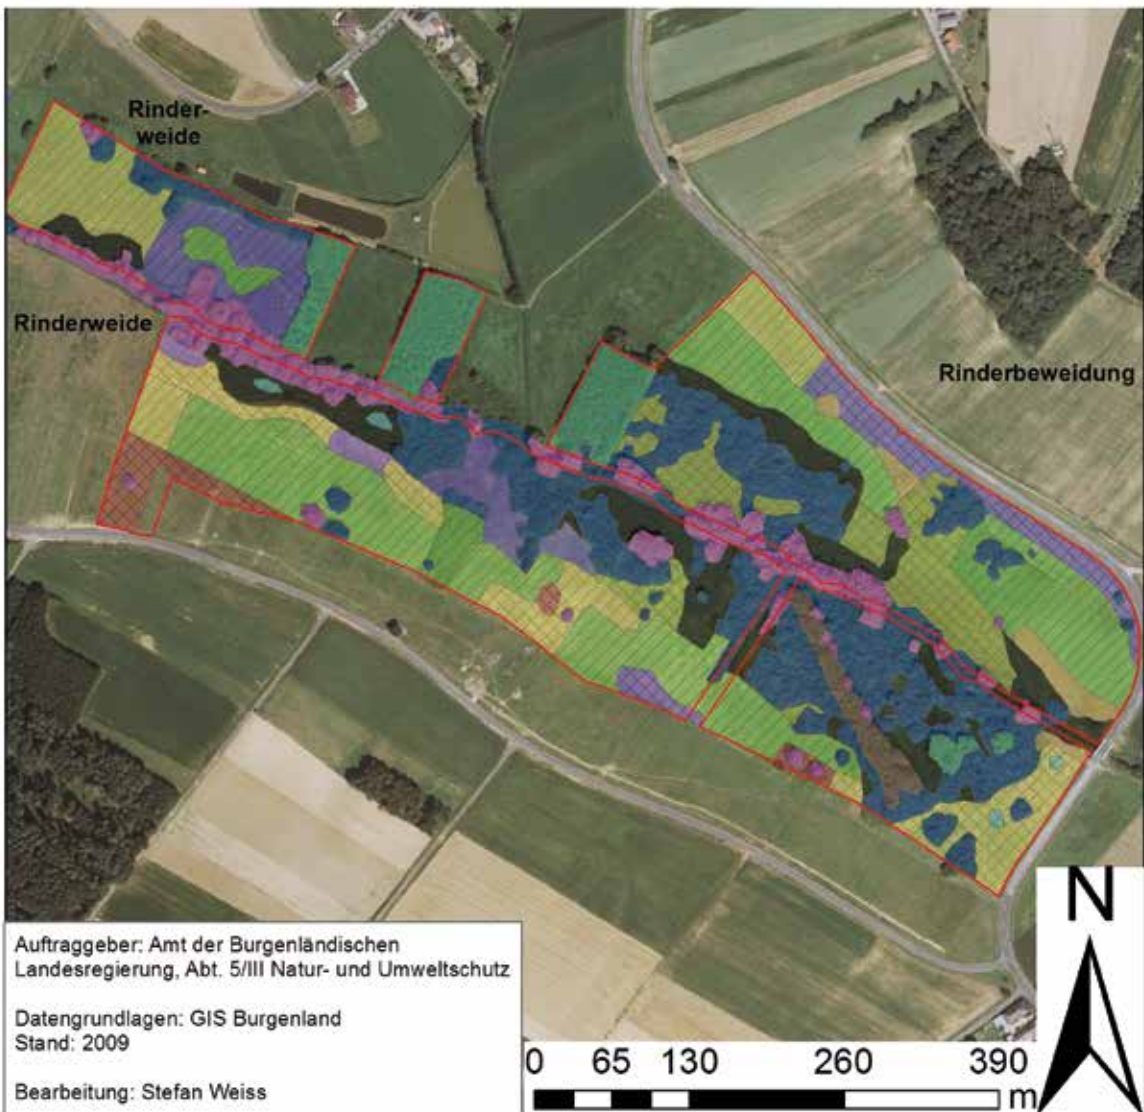 Rinder-
weide
Rinderweide
Rinderbeweidung
N
Auftraggeber: Amt der Burgenländischen
Landesregierung, Abt. 5/III Natur- und Umweltschutz
Datengrundlagen: GIS Burgenland
Stand: 2009
Bearbeitung: Stefan Weiss
0 65 130 260 390
m